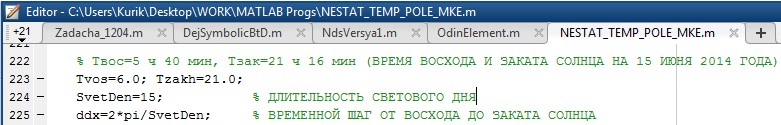 Editor - C:\Users\Kurik\Desktop\WORK\MATLAB Progs\NESTAT_TEMP_POLE_MKE.m
+21 Zadacha_1204.m × DejSymbolicBtD.m × NdsVersya1.m × OdinElement.m × NESTAT_TEMP_POLE_MKE.m × +
221
222 % Твос=5 ч 40 мин, Тзак=21 ч 16 мин (ВРЕМЯ ВОСХОДА И ЗАКАТА СОЛНЦА НА 15 ИЮНЯ 2014 ГОДА)
223 - Tvos=6.0; Tzakh=21.0;
224 - SvetDen=15; % ДЛИТЕЛЬНОСТЬ СВЕТОВОГО ДНЯ
225 - ddx=2*pi/SvetDen; % ВРЕМЕННОЙ ШАГ ОТ ВОСХОДА ДО ЗАКАТА СОЛНЦА